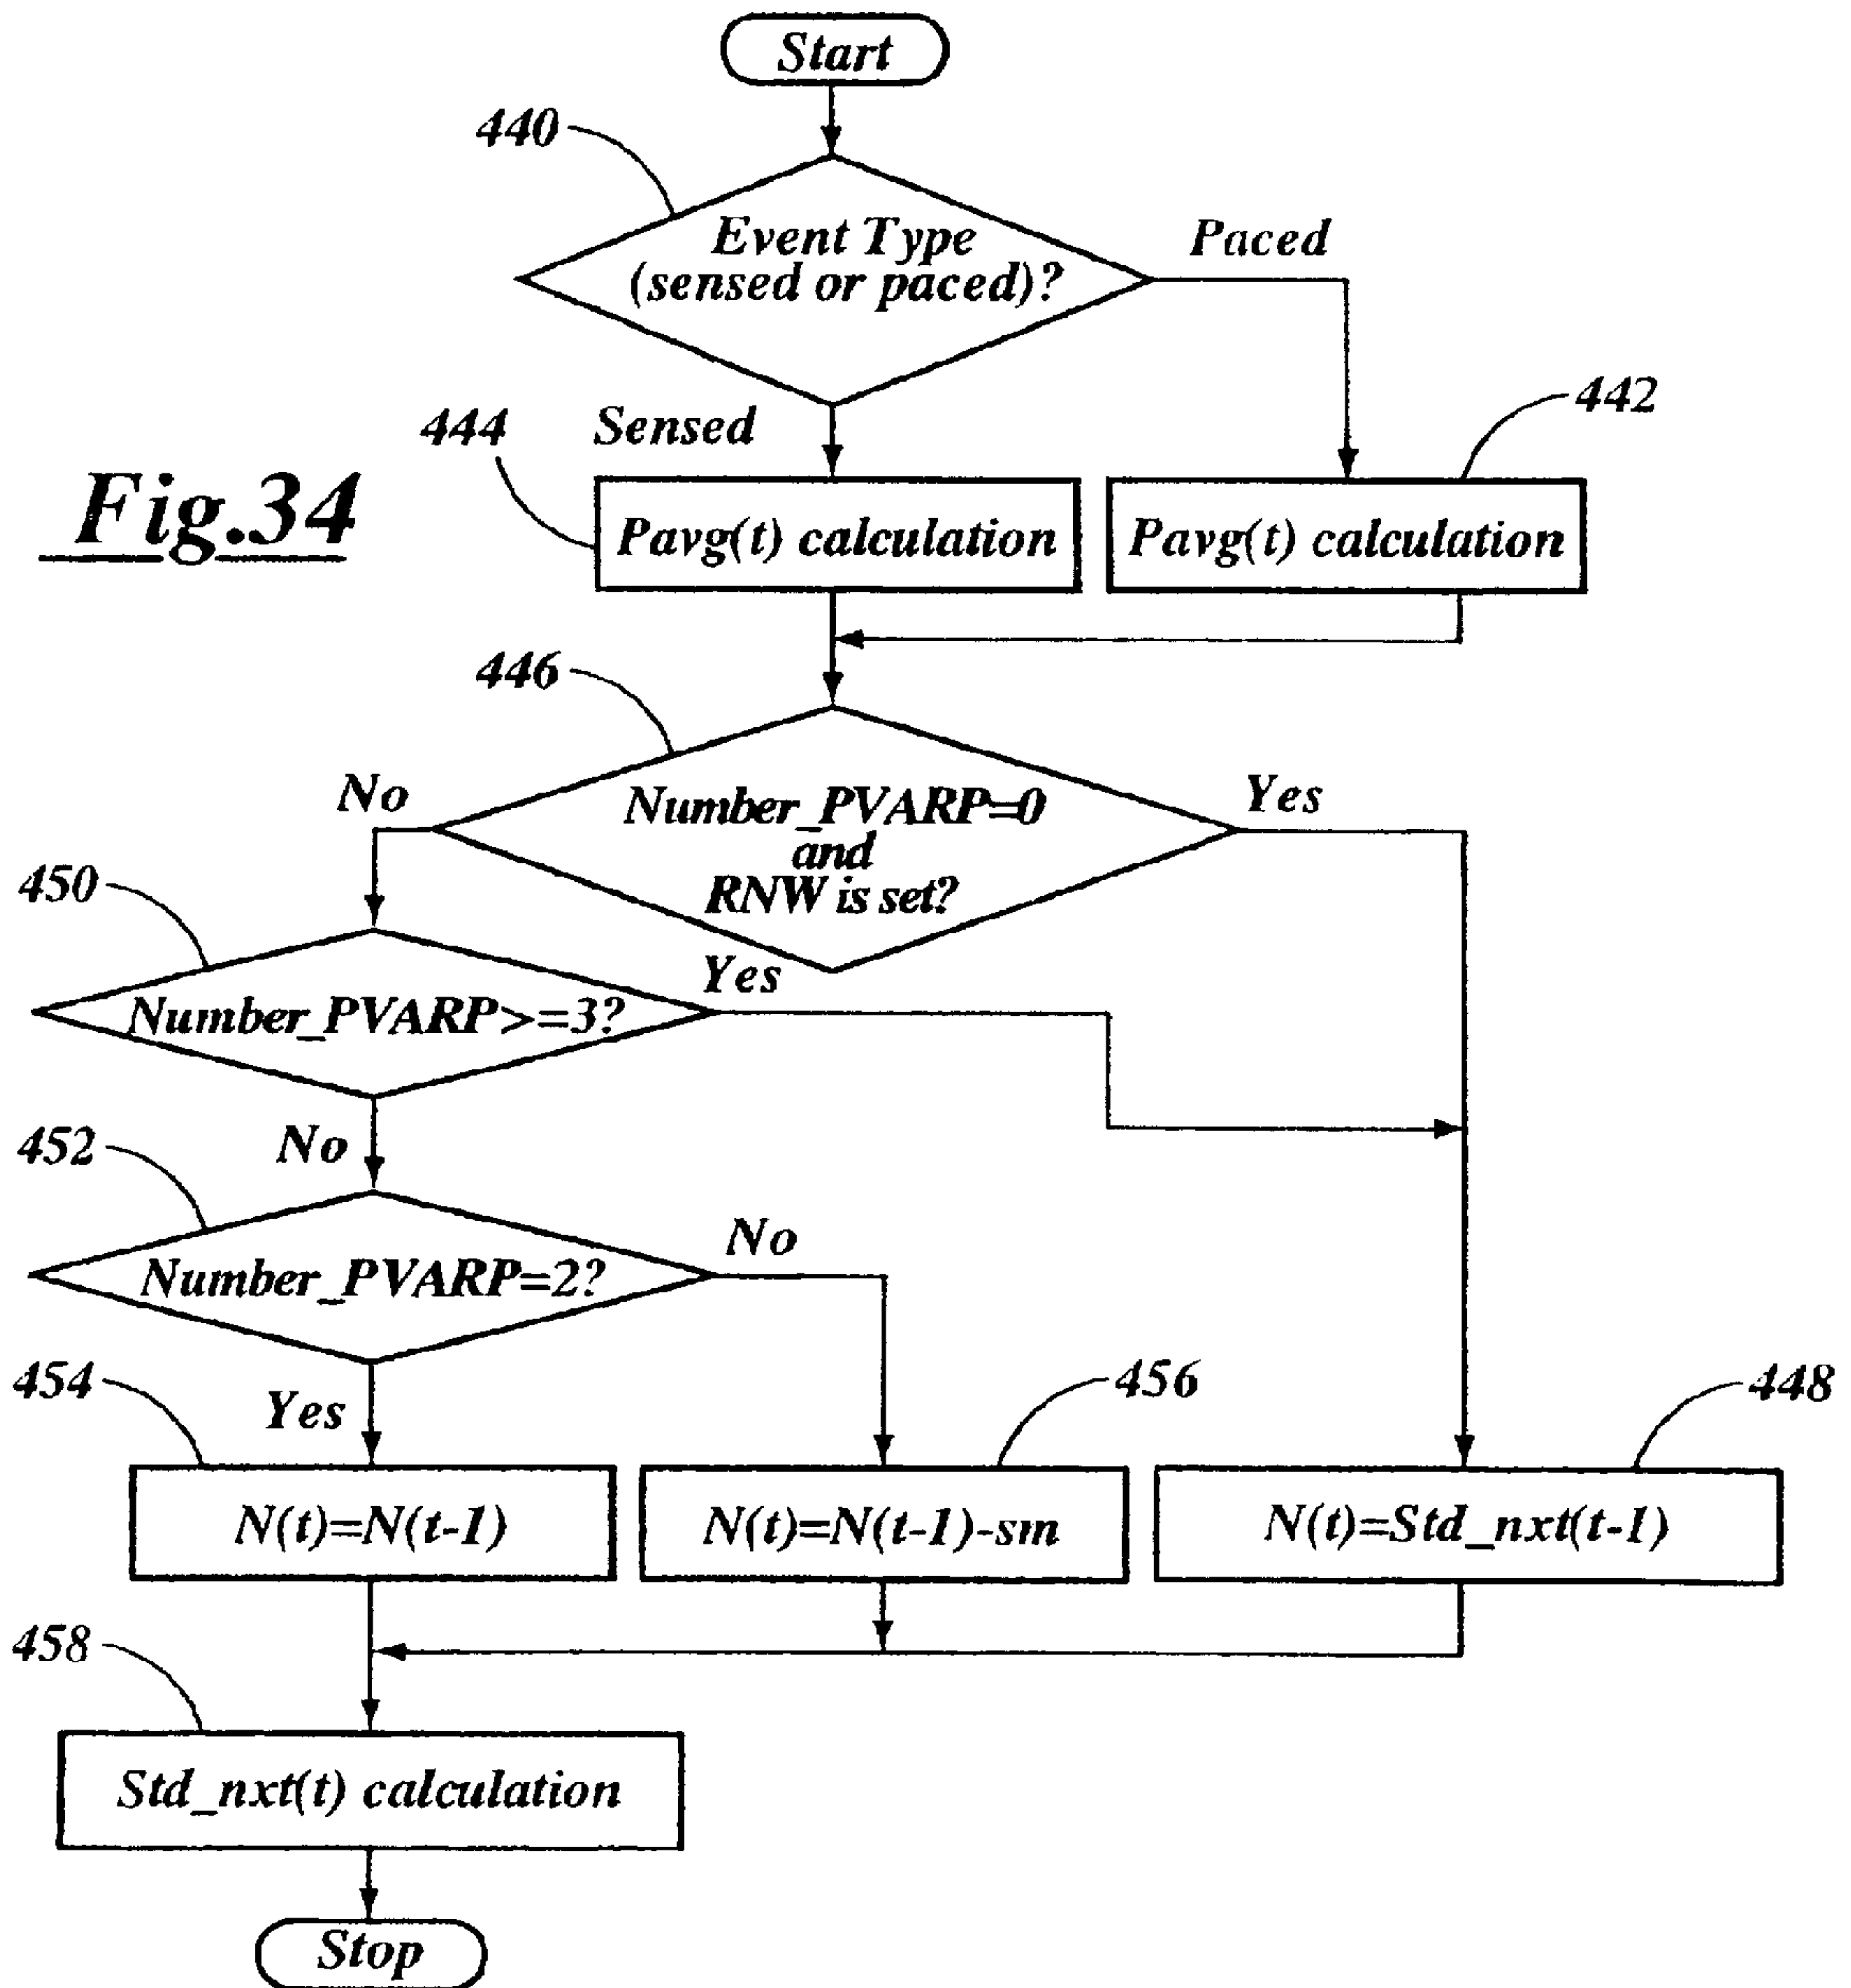 Start
440
Event Type
(sensed or paced)?
Paced
444
Sensed
442
Fig.34
Pavg(t) calculation
Pavg(t) calculation
446
No
Number_PVARP=0
and
RNW is set?
Yes
450
Number_PVARP>=3?
Yes
452
No
Number_PVARP=2?
No
454
Yes
456
448
N(t)=N(t-1)
N(t)=N(t-1)-sm
N(t)=Std_nxt(t-1)
458
Std_nxt(t) calculation
Stop